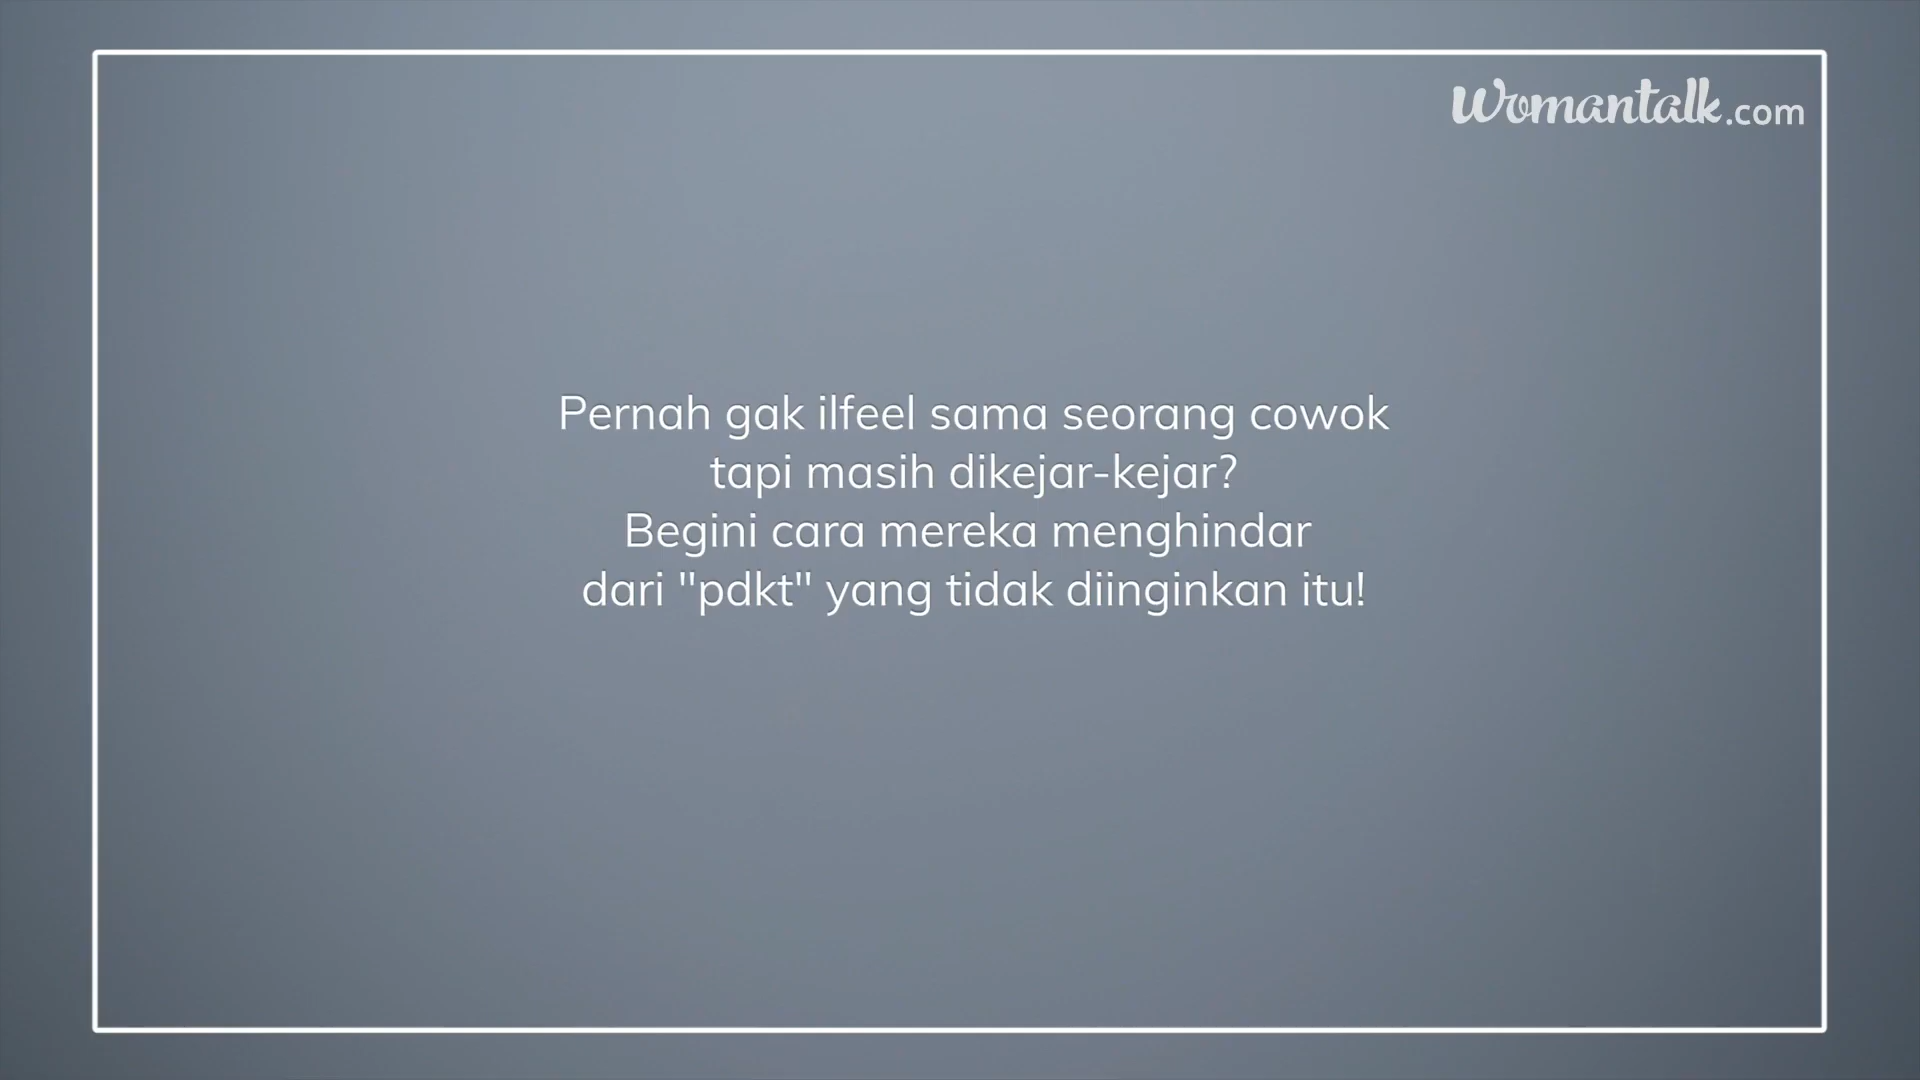 Womantalk.com
Pernah gak ilfeel sama seorang cowok
tapi masih dikejar-kejar?
Begini cara mereka menghindar
dari "pdkt" yang tidak diinginkan itu!